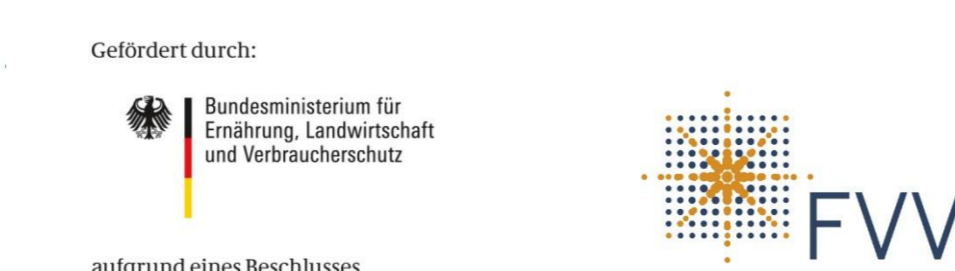 Gefördert durch:
Bundesministerium für
Ernährung, Landwirtschaft
und Verbraucherschutz
FVV
aufgrund eines Beschlusses